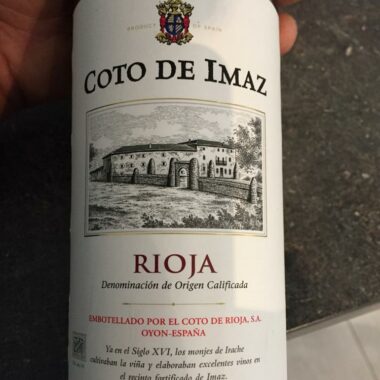 PRODUCT OF SPAIN
COTO DE IMAZ
RIOJA
Denominación de Origen Calificada
EMBOTELLADO POR EL COTO DE RIOJA, S.A.
OYON-ESPAÑA
Ya en el Siglo XVI, los monjes de Irache
cultivaban la viña y elaboraban excelentes vinos en
el recinto fortificado de Imaz.